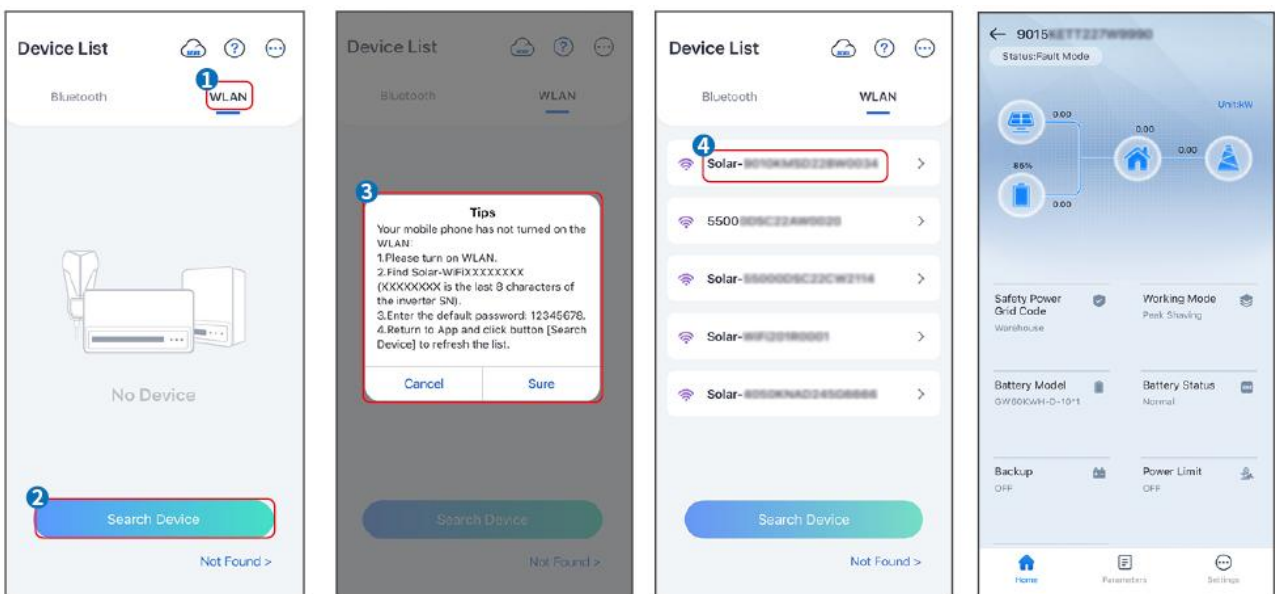 Device List
Bluetooth
1
WLAN
No Device
2
Search Device
Not Found >
Device List
Bluetooth
WLAN
3
Tips
Your mobile phone has not turned on the
WLAN:
1.Please turn on WLAN.
2.Find Solar-WiFiXXXXXXXX
(XXXXXXXX is the last 8 characters of
the inverter SN).
3.Enter the default password: 12345678.
4.Return to App and click button [Search
Device] to refresh the list.
Cancel
Sure
Search Device
Not Found >
Device List
Bluetooth
WLAN
4
Solar-
5500
Solar-
Solar-
Solar-
Search Device
Not Found >
9015
Status:Fault Mode
Unit:kW
0.00
0.00
0.00
86%
0.00
Safety Power
Grid Code
Warehouse
Working Mode
Peak Shaving
Battery Model
GW60KWH-D-10*1
Battery Status
Normal
Backup
OFF
Power Limit
OFF
Home
Parameters
Settings